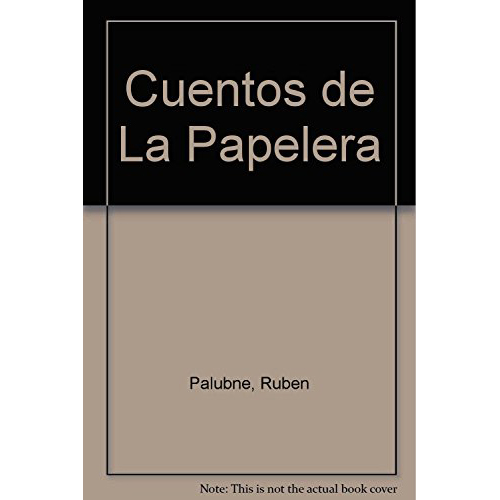 Cuentos de
La Papelera
Palubne, Ruben
Note: This is not the actual book cover